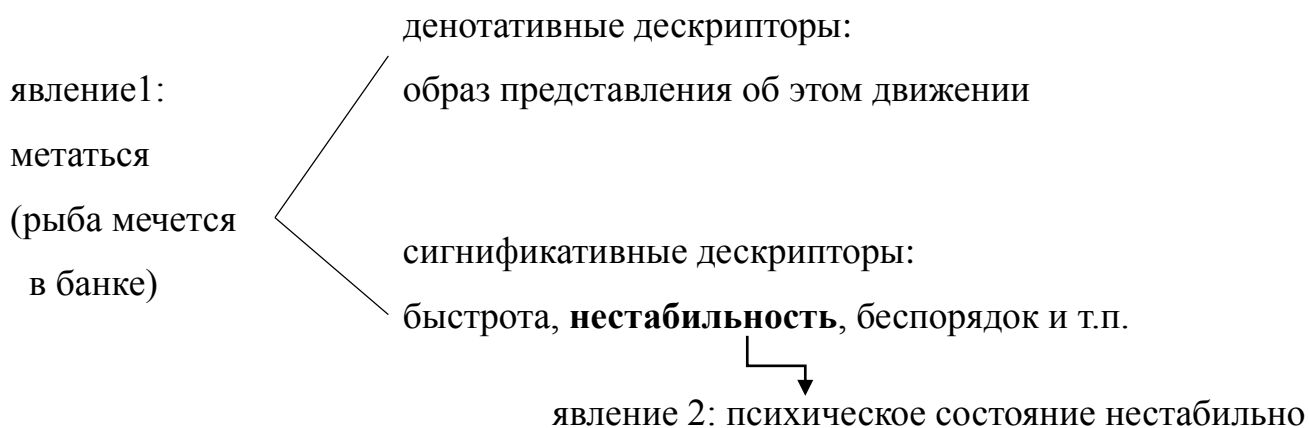 денотативные дескрипторы:
явление1:
образ представления об этом движении
метаться
(рыба мечется
в банке)
сигнификативные дескрипторы:
быстрота, нестабильность, беспорядок и т.п.
явление 2: психическое состояние нестабильно